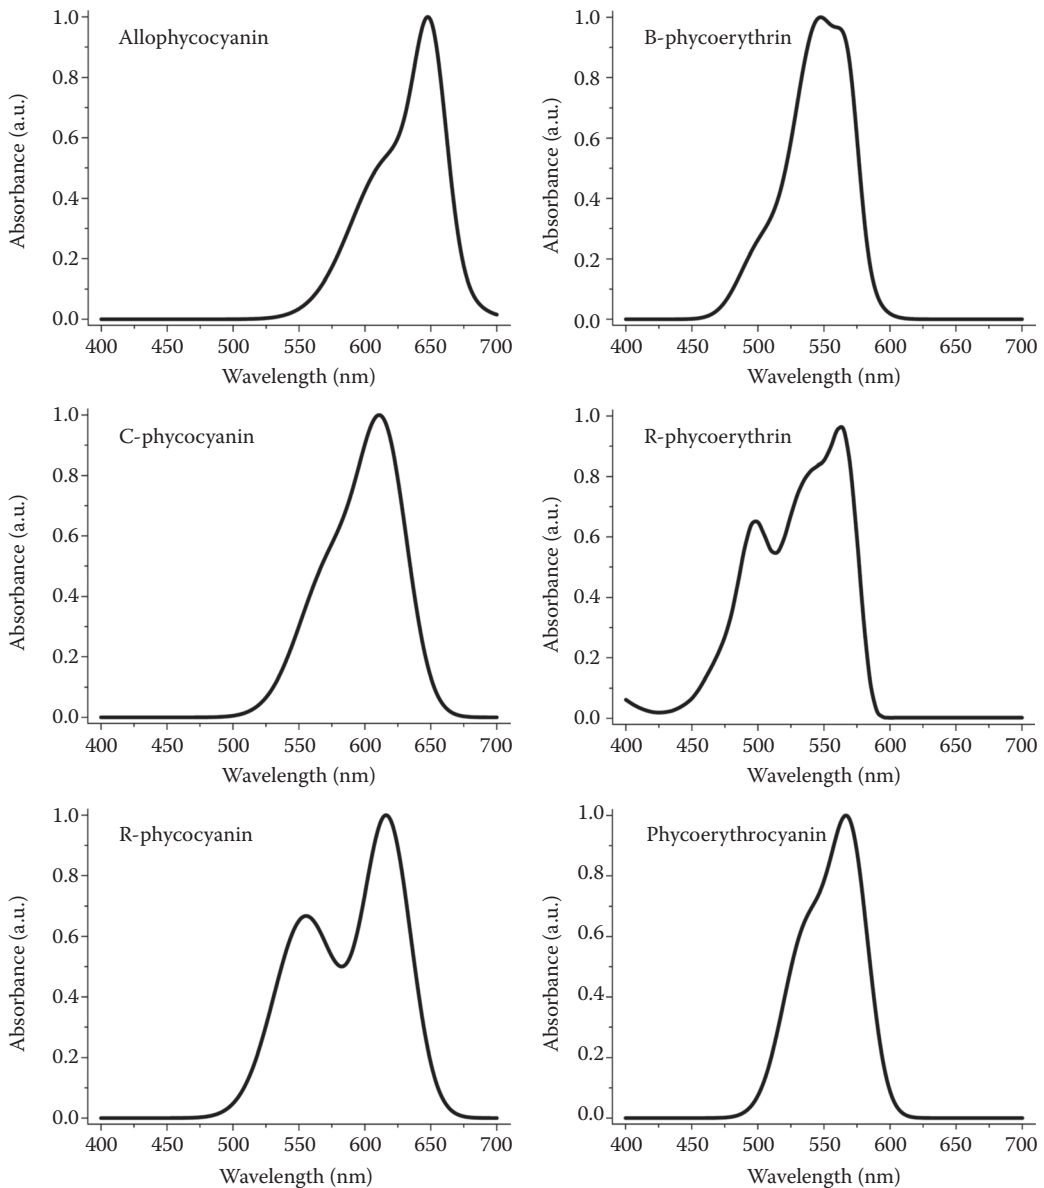 Allophycocyanin
Absorbance (a.u.)
1.0
0.8
0.6
0.4
0.2
0.0
400 450 500 550 600 650 700
Wavelength (nm)
B-phycoerythrin
Absorbance (a.u.)
1.0
0.8
0.6
0.4
0.2
0.0
400 450 500 550 600 650 700
Wavelength (nm)
C-phycocyanin
Absorbance (a.u.)
1.0
0.8
0.6
0.4
0.2
0.0
400 450 500 550 600 650 700
Wavelength (nm)
R-phycoerythrin
Absorbance (a.u.)
1.0
0.8
0.6
0.4
0.2
0.0
400 450 500 550 600 650 700
Wavelength (nm)
R-phycocyanin
Absorbance (a.u.)
1.0
0.8
0.6
0.4
0.2
0.0
400 450 500 550 600 650 700
Wavelength (nm)
Phycoerythrocyanin
Absorbance (a.u.)
1.0
0.8
0.6
0.4
0.2
0.0
400 450 500 550 600 650 700
Wavelength (nm)